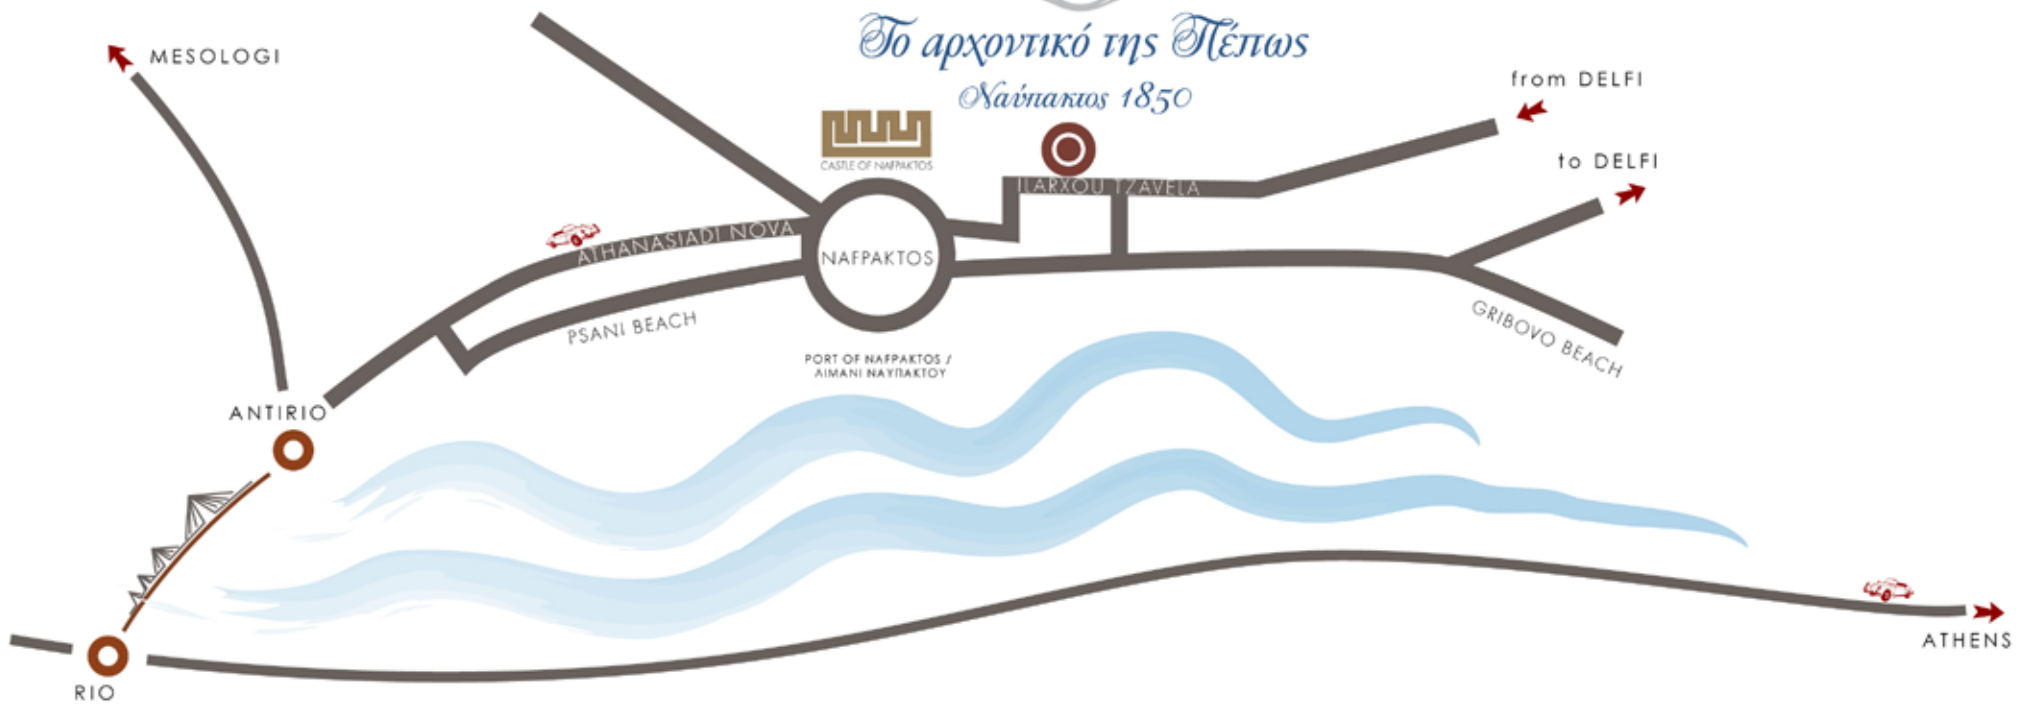 Το αρχοντικό της Πέπως
Ναύπακτος 1850
MESOLOGI
from DELFI
to DELFI
CASTLE OF NAFPAKTOS
ILARXOU TZAVELA
ATHANASIADI NOVA
NAFPAKTOS
PSANI BEACH
GRIBOVO BEACH
PORT OF NAFPAKTOS /
ΛΙΜΑΝΙ ΝΑΥΠΑΚΤΟΥ
ANTIRIO
RIO
ATHENS